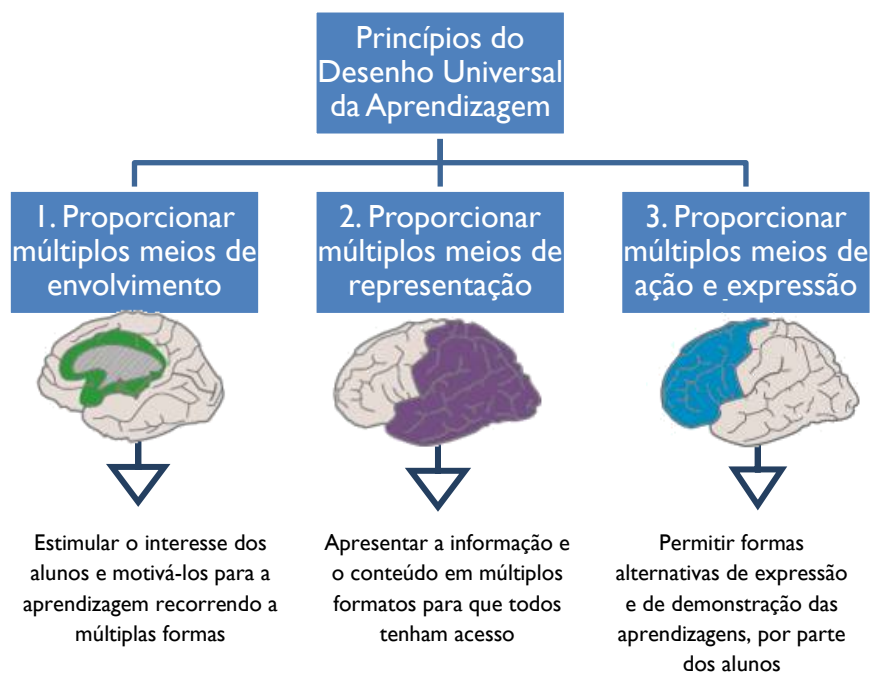 Princípios do
Desenho Universal
da Aprendizagem
1. Proporcionar
múltiplos meios de
envolvimento
2. Proporcionar
múltiplos meios de
representação
3. Proporcionar
múltiplos meios de
ação e expressão
Estimular o interesse dos
alunos e motivá-los para a
aprendizagem recorrendo a
múltiplas formas
Apresentar a informação e
o conteúdo em múltiplos
formatos para que todos
tenham acesso
Permitir formas
alternativas de expressão
e de demonstração das
aprendizagens, por parte
dos alunos